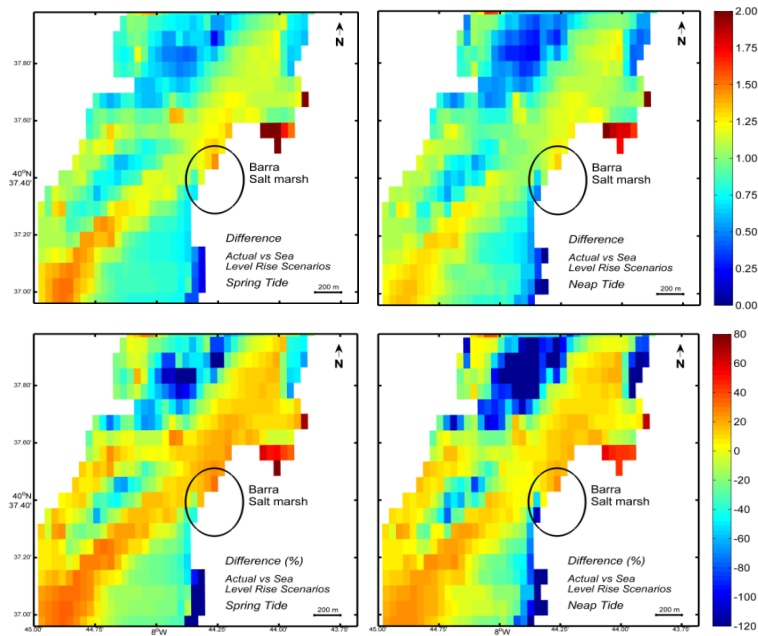 N
37.80'
37.60'
40°N
37.40'
37.20'
37.00'
Barra
Salt marsh
Difference
Actual vs Sea
Level Rise Scenarios
Spring Tide
200 m
N
Barra
Salt marsh
Difference
Actual vs Sea
Level Rise Scenarios
Neap Tide
200 m
2.00
1.75
1.50
1.25
1.00
0.75
0.50
0.25
0.00
N
37.80'
37.60'
40°N
37.40'
37.20'
37.00'
Barra
Salt marsh
Difference (%)
Actual vs Sea
Level Rise Scenarios
Spring Tide
200 m
45.00 44.75 8°W 44.25 44.00 43.75
N
Barra
Salt marsh
Difference (%)
Actual vs Sea
Level Rise Scenarios
Neap Tide
200 m
44.75 8°W 44.25 44.00 43.75
80
60
40
20
0
-20
-40
-60
-80
-100
-120